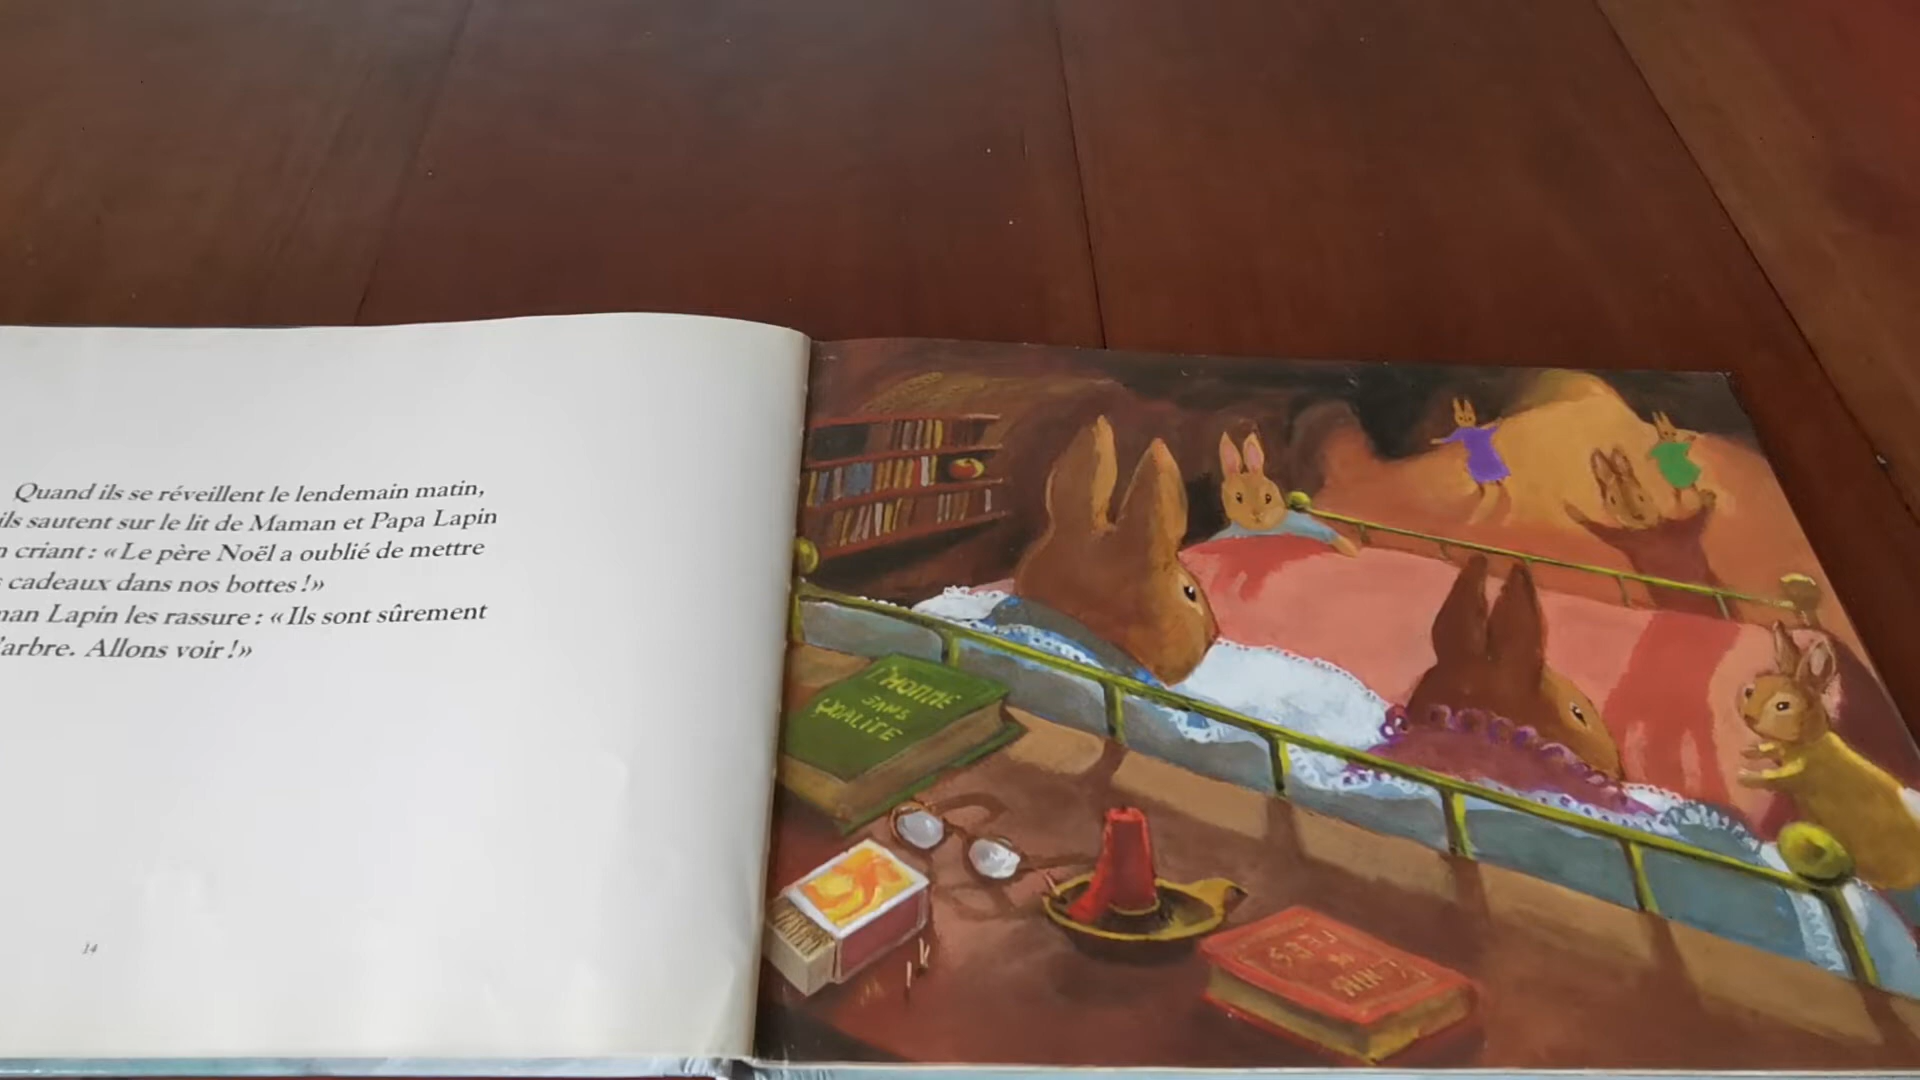 Quand ils se réveillent le lendemain matin,
ils sautent sur le lit de Maman et Papa Lapin
criant : «Le père Noël a oublié de mettre
cadeaux dans nos bottes !»
Lapin les rassure : «Ils sont sûrement
l'arbre. Allons voir !»
14
L'HOMME
SANS
QUALITE